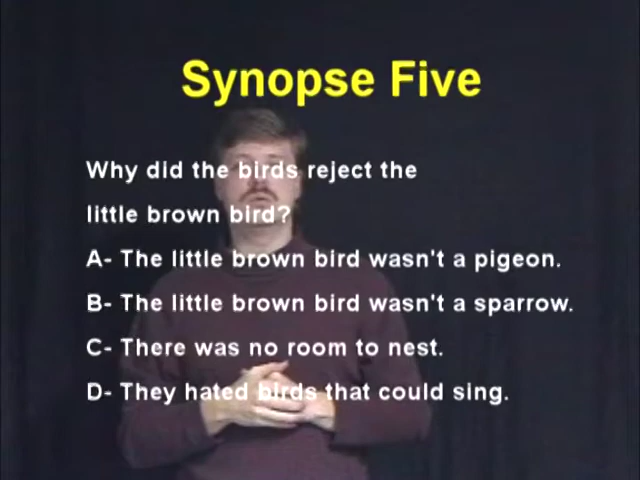 Synopse Five
Why did the birds reject the
little brown bird?
A- The little brown bird wasn't a pigeon.
B- The little brown bird wasn't a sparrow.
C- There was no room to nest.
D- They hated birds that could sing.